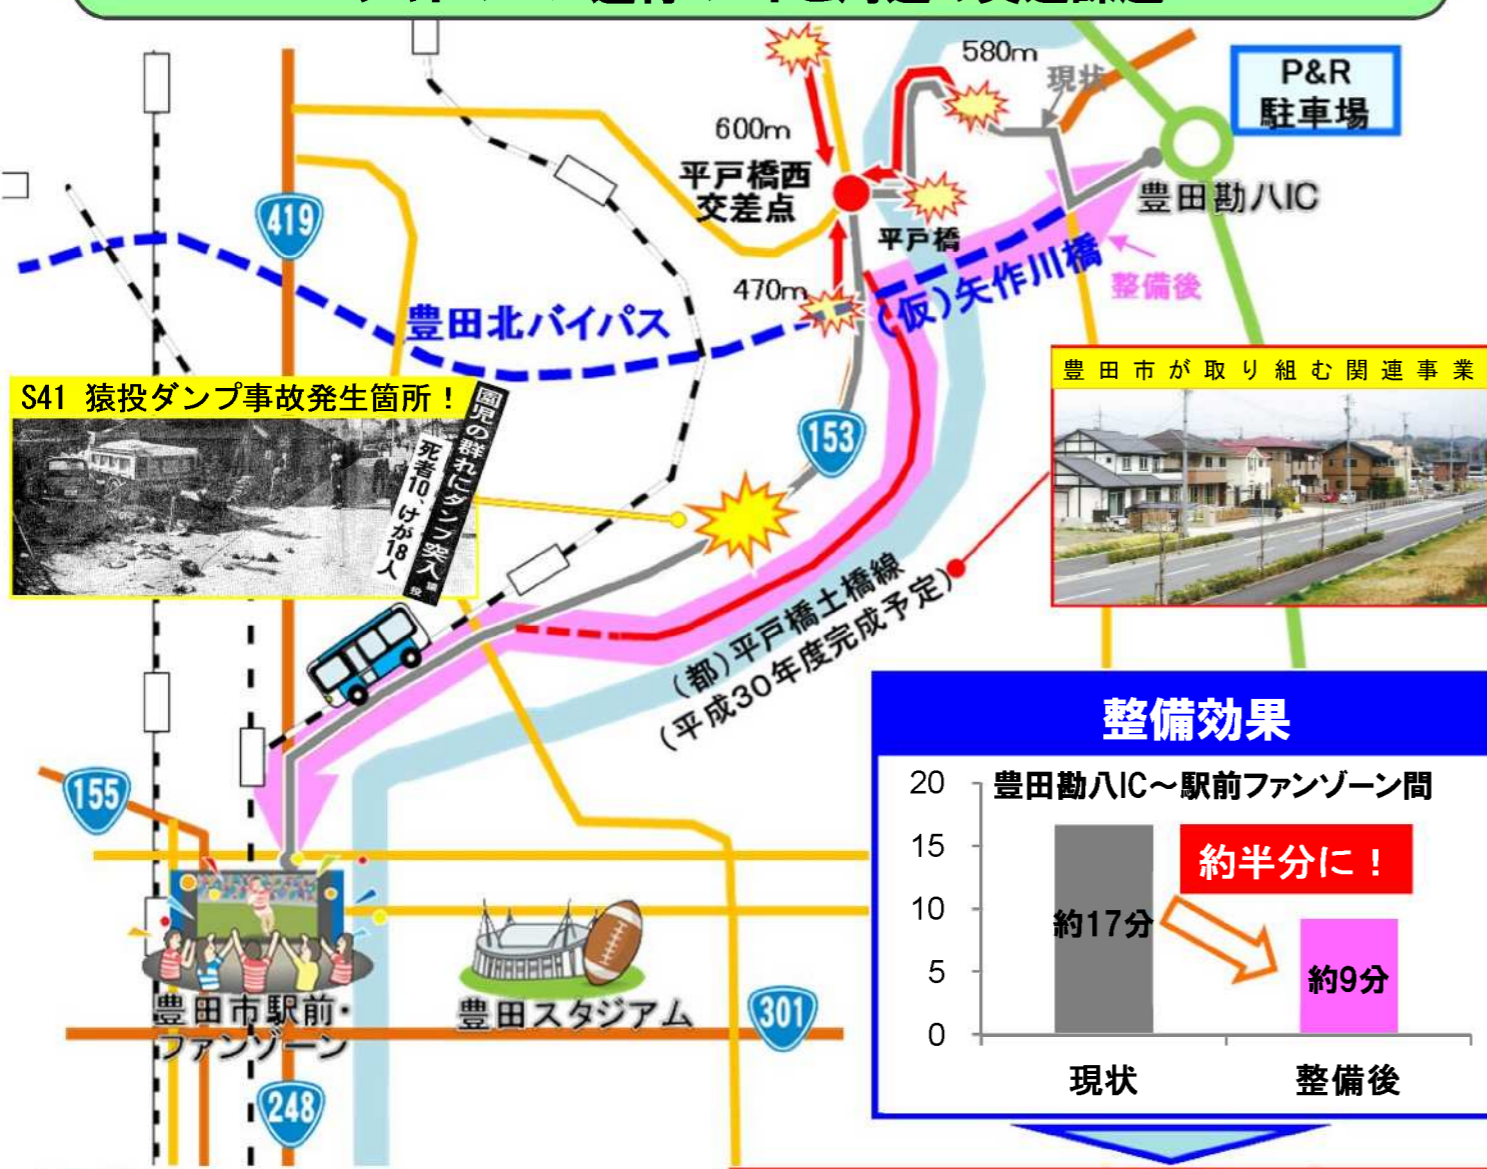 580m
現状
P&R
駐車場
600m
平戸橋西
交差点
豊田勘八IC
419
平戸橋
470m
(仮)矢作川橋
整備後
豊田北バイパス
豊田市が取り組む関連事業
S41 猿投ダンプ事故発生箇所！
園児の群れにダンプ突入
死者10、けが18人
153
(都)平戸橋土橋線
(平成30年度完成予定)
整備効果
155
豊田勘八IC～駅前ファンゾーン間
20
15
10
5
0
約半分に！
約17分
約9分
現状
整備後
豊田市駅前・
ファンゾーン
豊田スタジアム
301
248